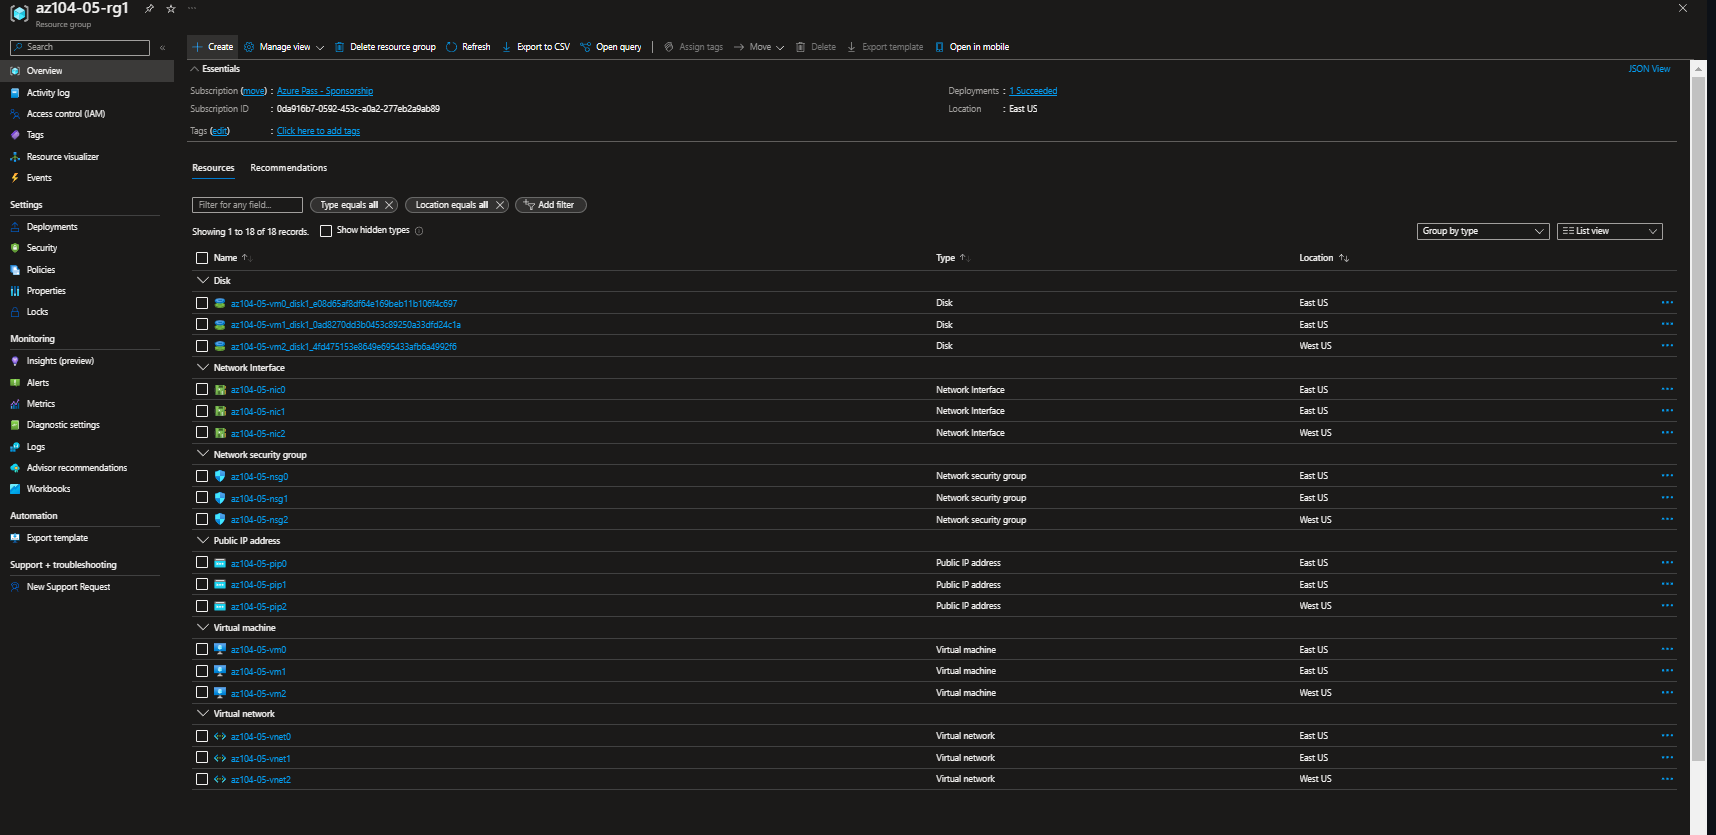 az104-05-rg1
Resource group
Search
Overview
Activity log
Access control (IAM)
Tags
Resource visualizer
Events
Settings
Deployments
Security
Policies
Properties
Locks
Monitoring
Insights (preview)
Alerts
Metrics
Diagnostic settings
Logs
Advisor recommendations
Workbooks
Automation
Export template
Support + troubleshooting
New Support Request
Create Manage view Delete resource group Refresh Export to CSV Open query Assign tags Move Delete Export template Open in mobile
Essentials JSON View
Subscription (move) : Azure Pass - Sponsorship Deployments : 1 Succeeded
Subscription ID : 0da916b7-0592-453c-a0a2-277eb2a9ab89 Location : East US
Tags (edit) : Click here to add tags
Resources Recommendations
Filter for any field... Type equals all Location equals all Add filter
Showing 1 to 18 of 18 records. Show hidden types Group by type List view
Name Type Location
Disk
az104-05-vm0_disk1_e08d65af8df64e169beb11b106f4c697 Disk East US
az104-05-vm1_disk1_0ad8270dd3b0453c89250a33dfd24c1a Disk East US
az104-05-vm2_disk1_4fd475153e8649e695433afb6a4992f6 Disk West US
Network Interface
az104-05-nic0 Network Interface East US
az104-05-nic1 Network Interface East US
az104-05-nic2 Network Interface West US
Network security group
az104-05-nsg0 Network security group East US
az104-05-nsg1 Network security group East US
az104-05-nsg2 Network security group West US
Public IP address
az104-05-pip0 Public IP address East US
az104-05-pip1 Public IP address East US
az104-05-pip2 Public IP address West US
Virtual machine
az104-05-vm0 Virtual machine East US
az104-05-vm1 Virtual machine East US
az104-05-vm2 Virtual machine West US
Virtual network
az104-05-vnet0 Virtual network East US
az104-05-vnet1 Virtual network East US
az104-05-vnet2 Virtual network West US